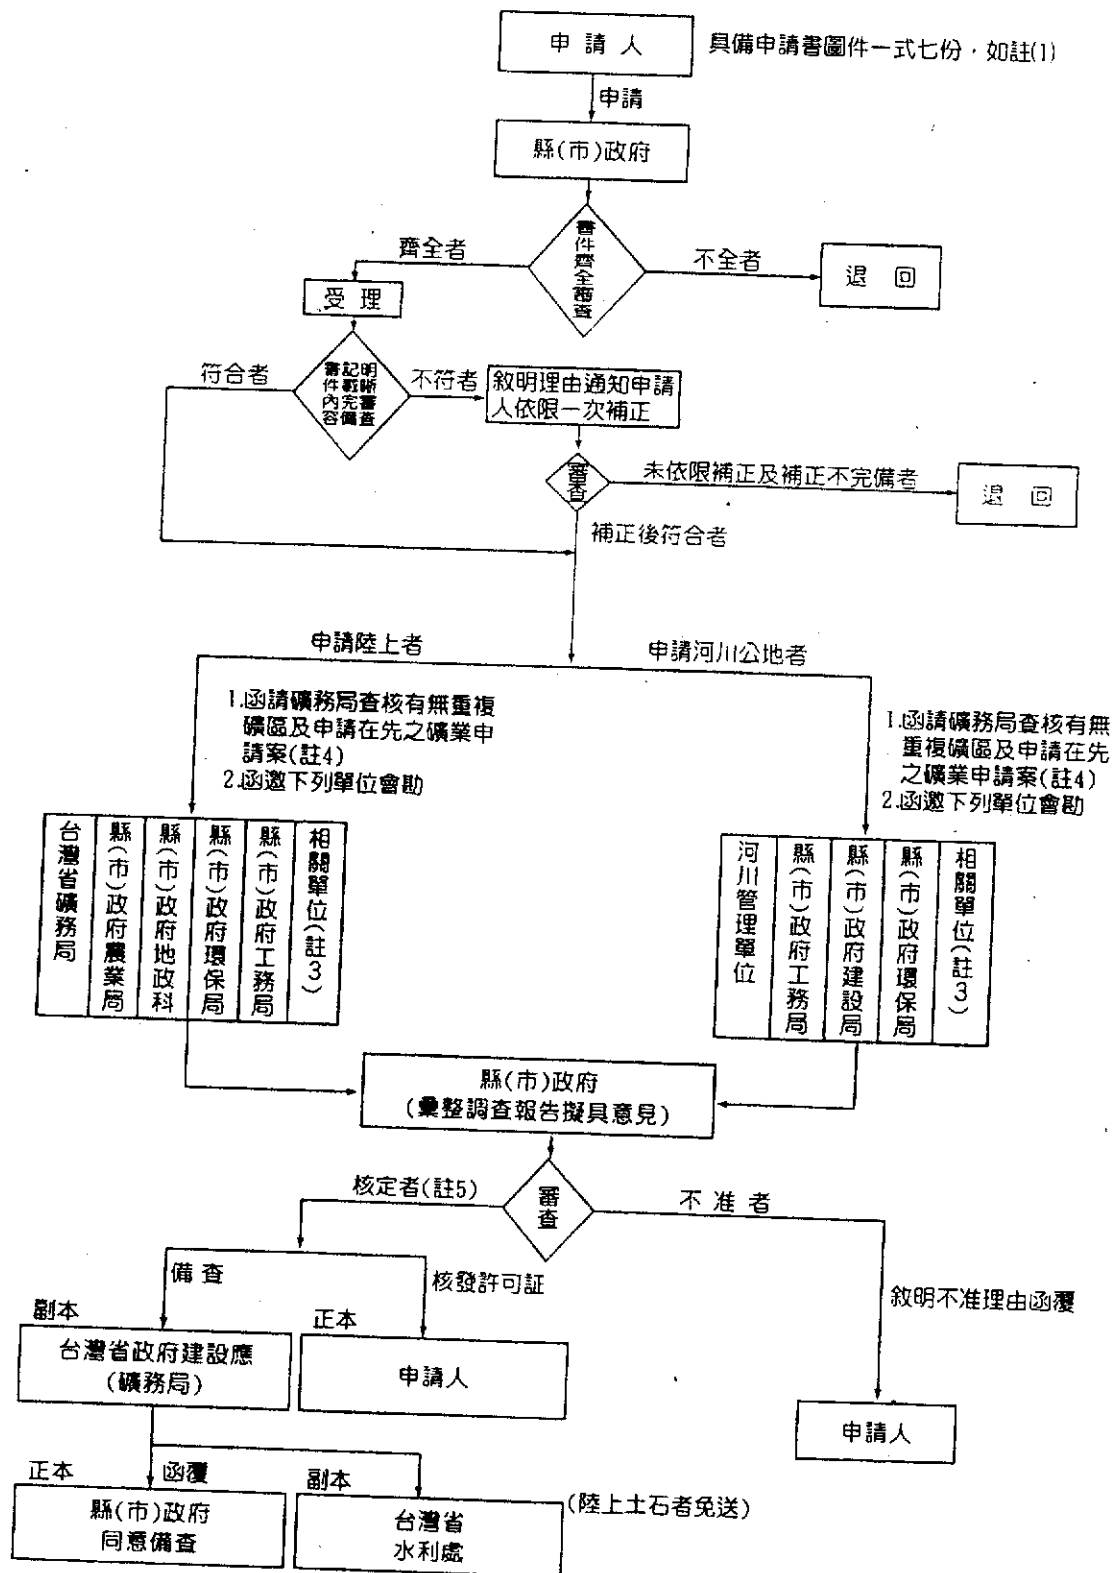 申請人
具備申請書圖件一式七份，如註(1)
申請
縣(市)政府
書件齊全審查
齊全者
不全者
退回
受理
書件內容
記載完備
明晰審查
符合者
不符者
敘明理由通知申請
人依限一次補正
審查
未依限補正及補正不完備者
退回
補正後符合者
申請陸上者
申請河川公地者
1.函請礦務局查核有無重複
礦區及申請在先之礦業申
請案(註4)
2.函邀下列單位會勘
1.函請礦務局查核有無
重複礦區及申請在先
之礦業申請案(註4)
2.函邀下列單位會勘
台灣省礦務局
縣(市)政府農業局
縣(市)政府地政科
縣(市)政府環保局
縣(市)政府工務局
相關單位(註3)
河川管理單位
縣(市)政府工務局
縣(市)政府建設局
縣(市)政府環保局
相關單位(註3)
縣(市)政府
(彙整調查報告擬具意見)
審查
核定者(註5)
不准者
備查
核發許可証
敘明不准理由函覆
副本
正本
台灣省政府建設應
(礦務局)
申請人
申請人
正本
函覆
副本
縣(市)政府
同意備查
台灣省
水利處
(陸上土石者免送)